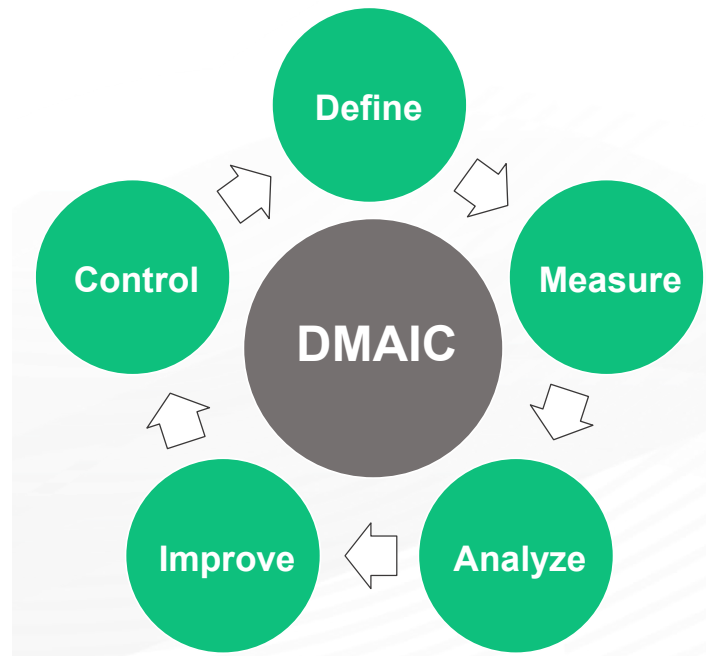 Define
Measure
Analyze
Improve
Control
DMAIC